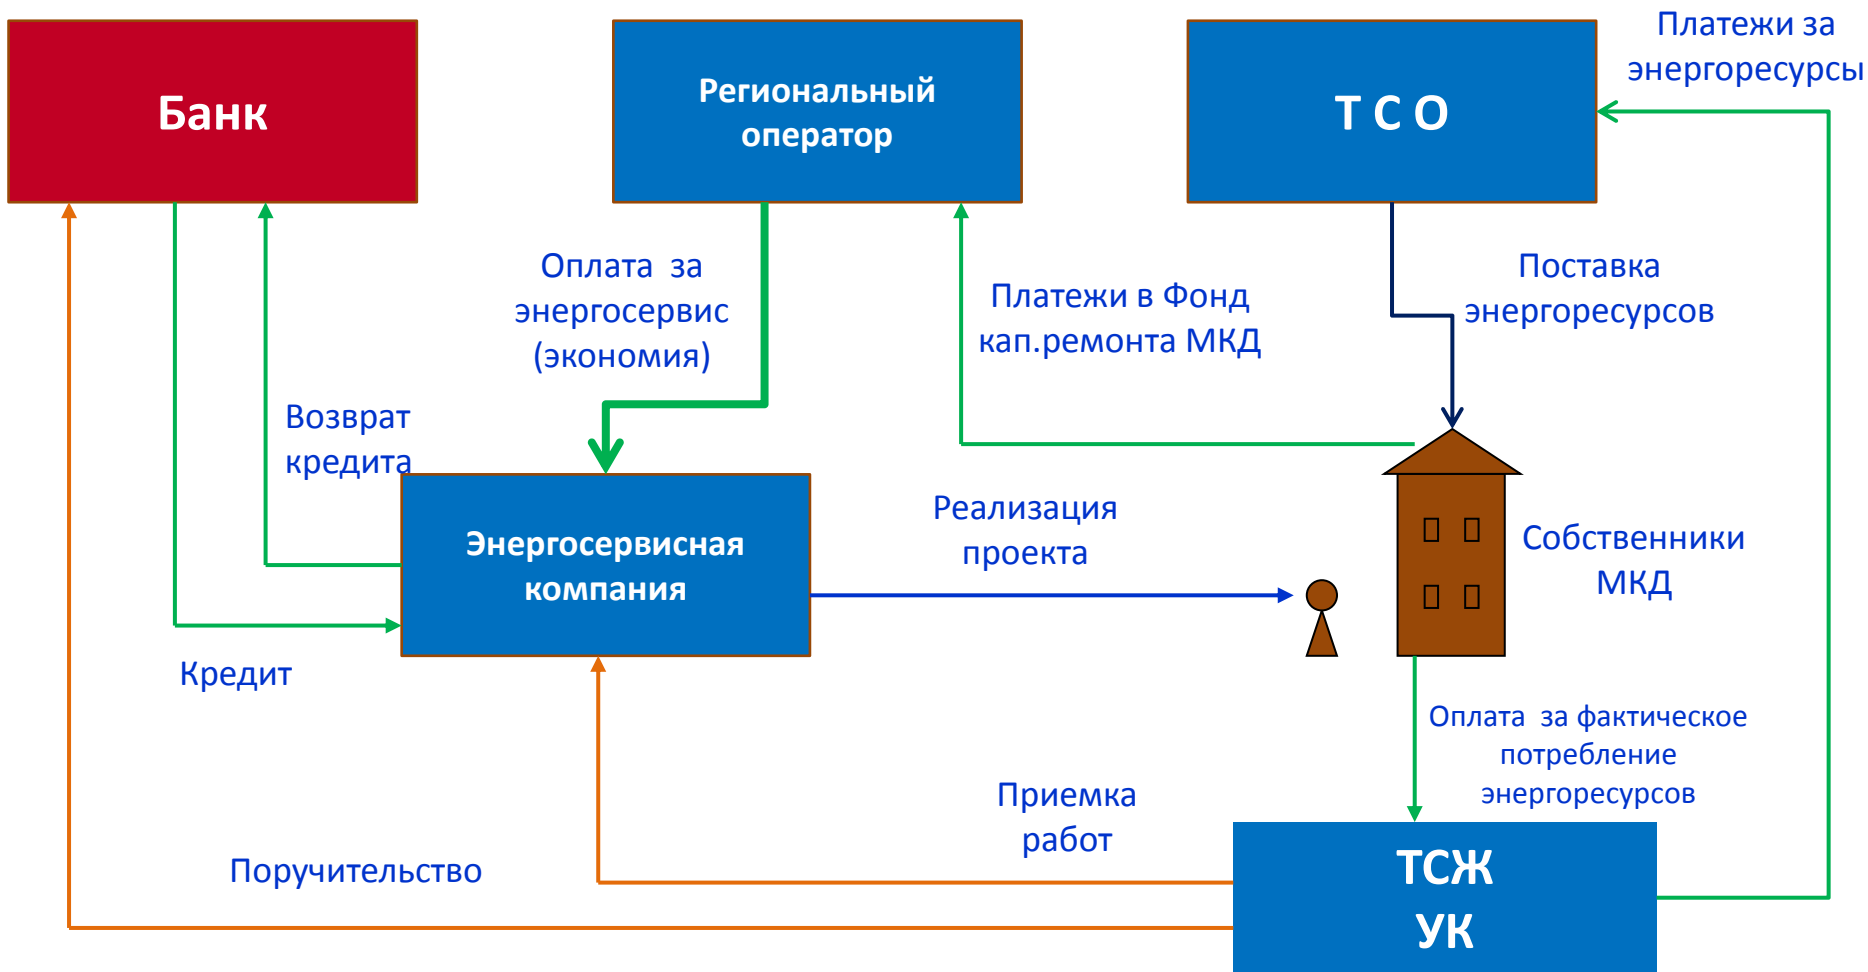 Банк
Региональный
оператор
Т С О
Платежи за
энергоресурсы
Оплата за
энергосервис
(экономия)
Платежи в Фонд
кап.ремонта МКД
Поставка
энергоресурсов
Возврат
кредита
Энергосервисная
компания
Реализация
проекта
Собственники
МКД
Кредит
Оплата за фактическое
потребление
энергоресурсов
Приемка
работ
Поручительство
ТСЖ
УК